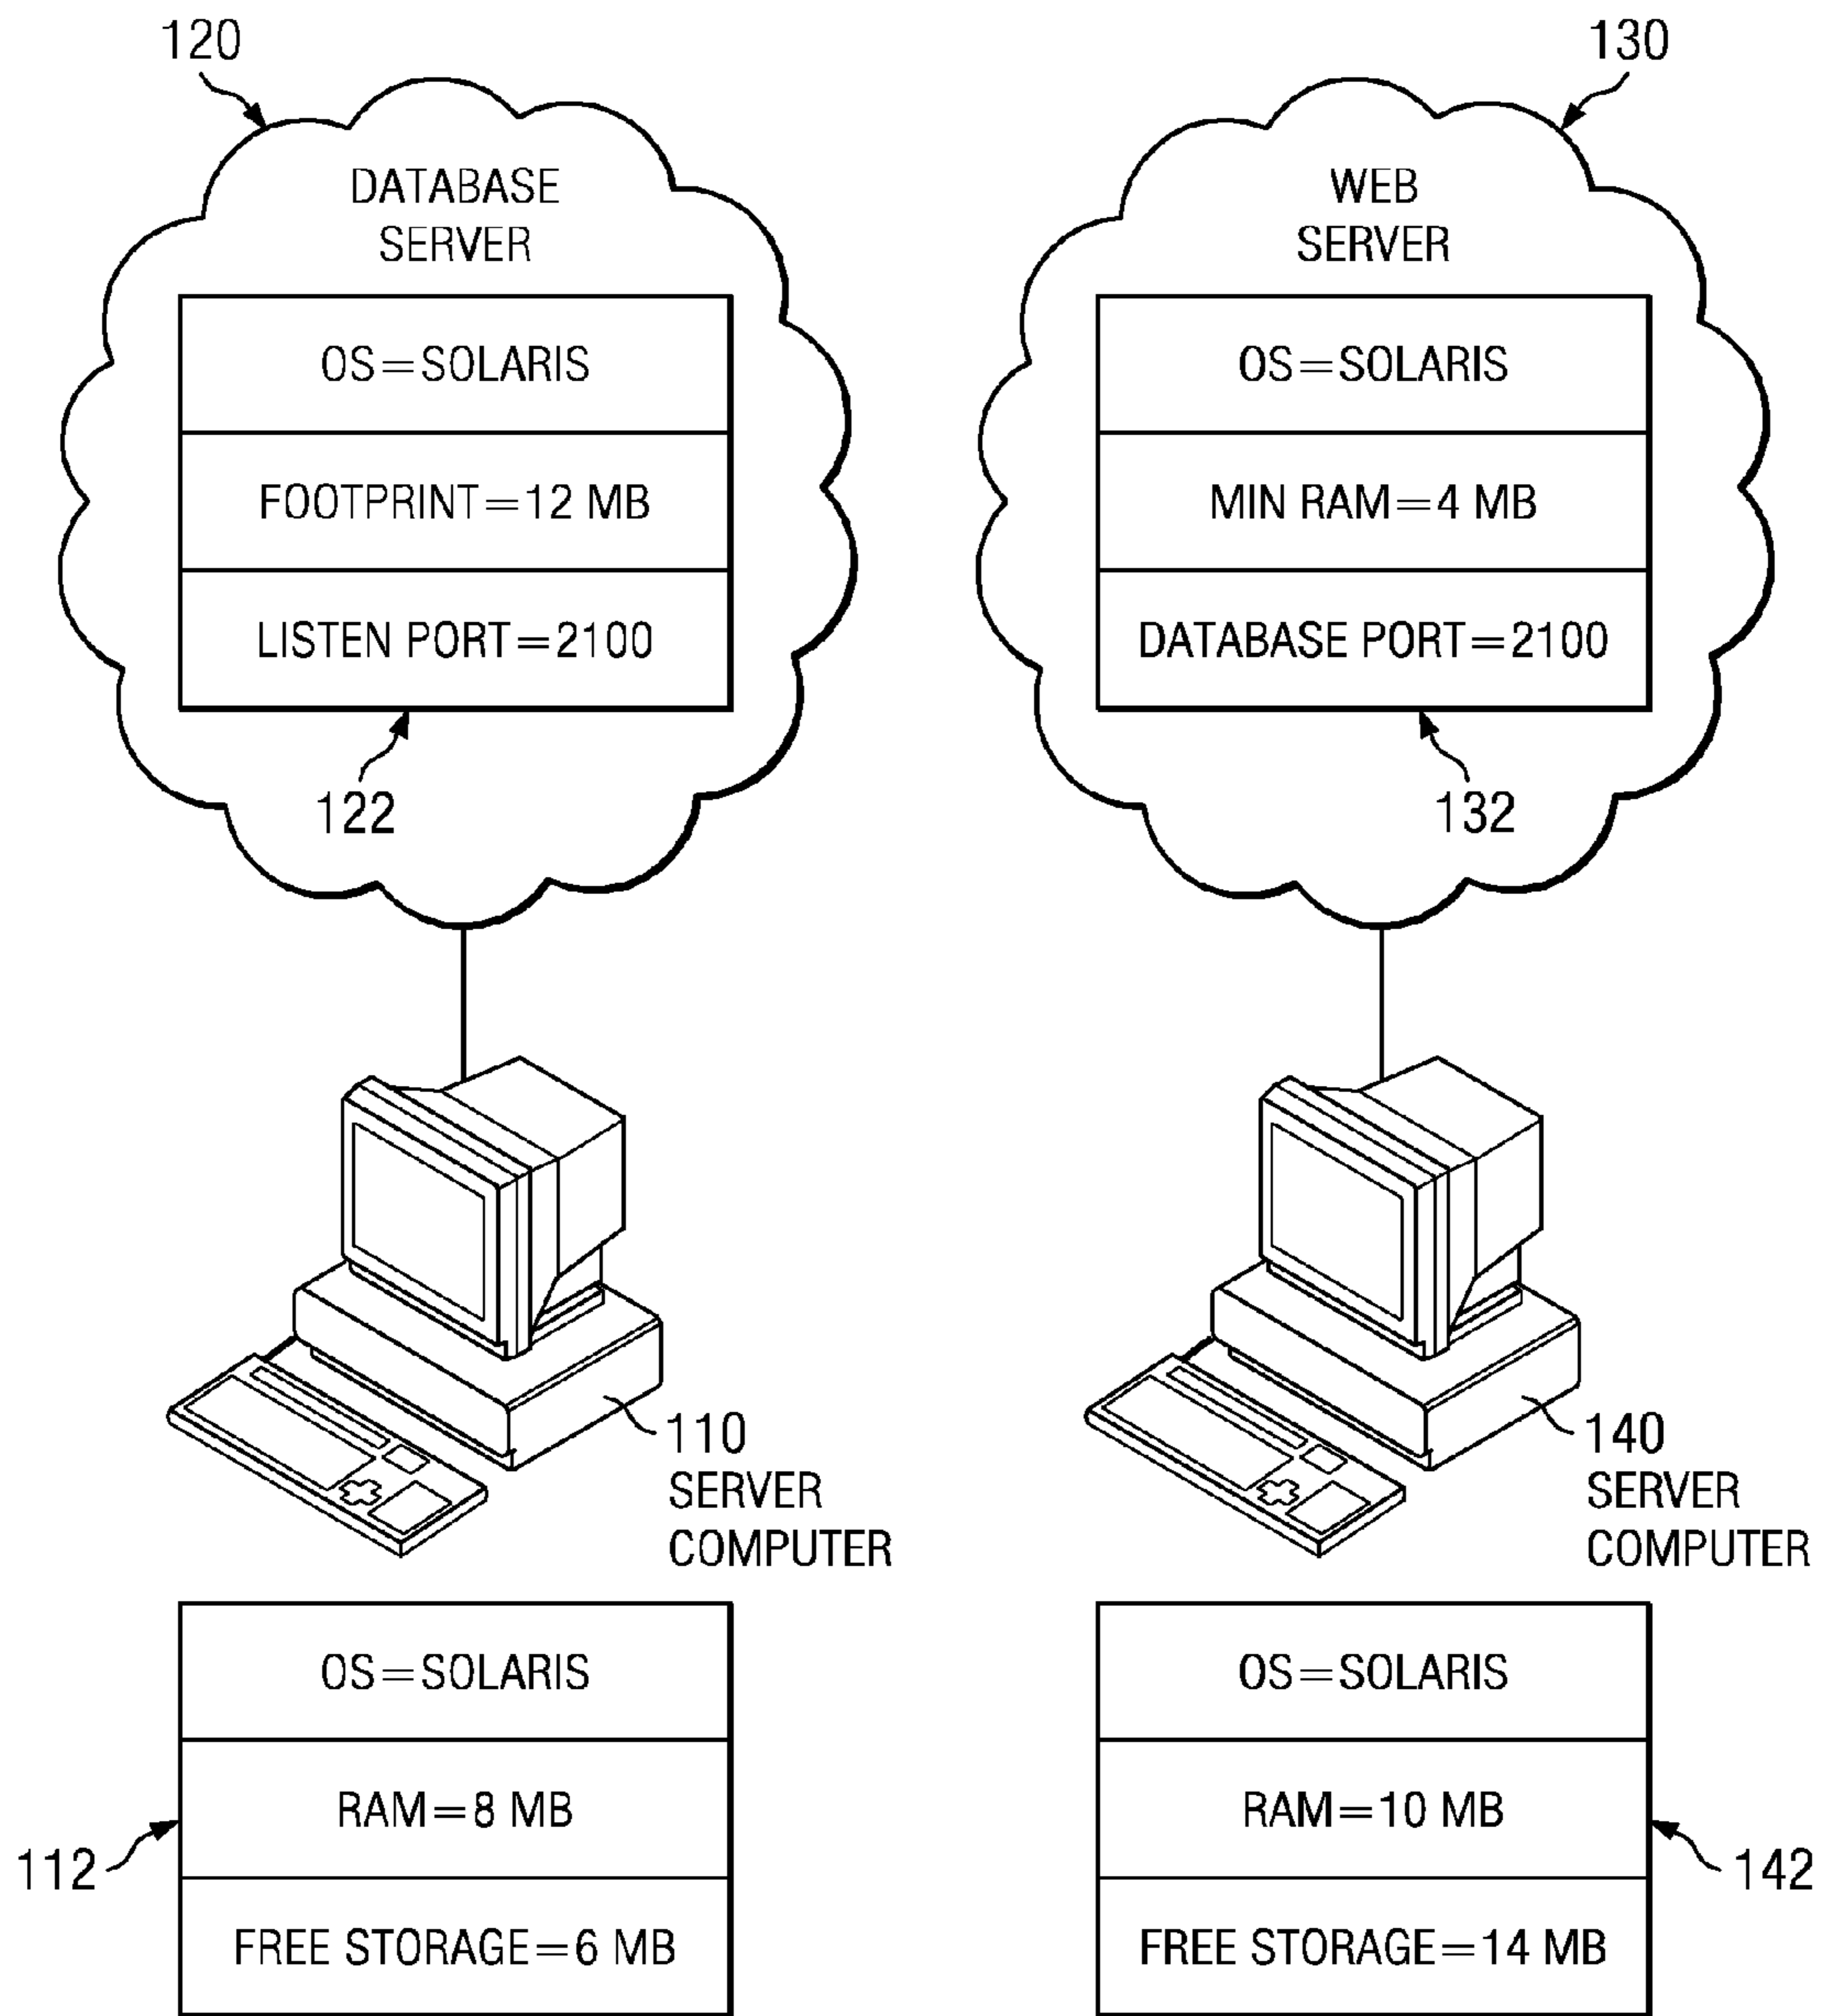 120
DATABASE
SERVER
OS=SOLARIS
FOOTPRINT=12 MB
LISTEN PORT=2100
122
130
WEB
SERVER
OS=SOLARIS
MIN RAM=4 MB
DATABASE PORT=2100
132
110
SERVER
COMPUTER
140
SERVER
COMPUTER
112
OS=SOLARIS
RAM=8 MB
FREE STORAGE=6 MB
OS=SOLARIS
RAM=10 MB
FREE STORAGE=14 MB
142